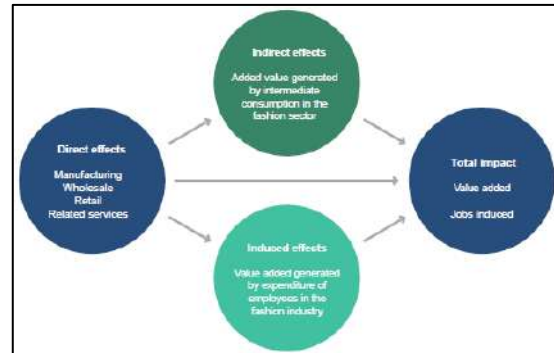 Indirect effects
Added value generated
by intermediate
consumption in the
fashion sector
Direct effects
Manufacturing
Wholesale
Retail
Related services
Total impact
Value added
Jobs induced
Induced effects
Value added generated
by expenditure of
employees in the
fashion industry